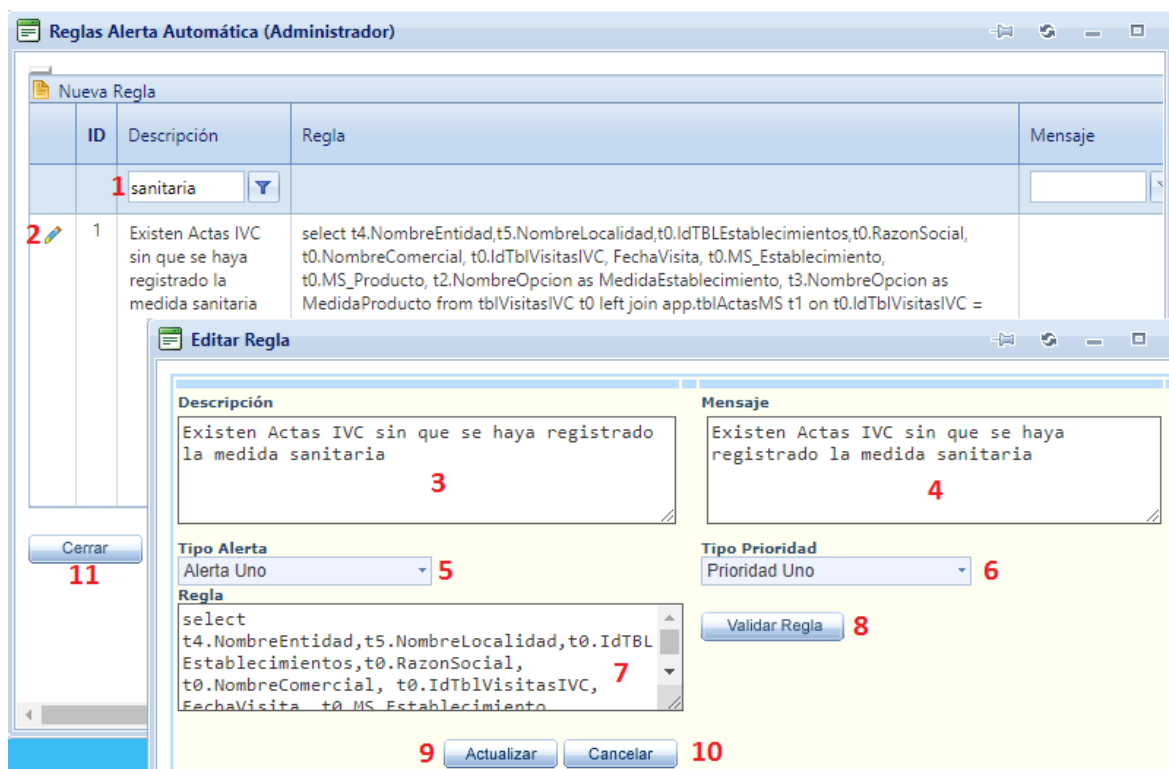 Reglas Alerta Automática (Administrador)
Nueva Regla
ID Descripción Regla Mensaje
1 sanitaria
2 1 Existen Actas IVC
sin que se haya
registrado la
medida sanitaria
select t4.NombreEntidad,t5.NombreLocalidad,t0.IdTBLEstablecimientos,t0.RazonSocial,
t0.NombreComercial, t0.IdTblVisitasIVC, FechaVisita, t0.MS_Establecimiento,
t0.MS_Producto, t2.NombreOpcion as MedidaEstablecimiento, t3.NombreOpcion as
MedidaProducto from tblVisitasIVC t0 left join app.tblActasMS t1 on t0.IdTblVisitasIVC =
Editar Regla
Descripción
Existen Actas IVC sin que se haya registrado
la medida sanitaria
3
Mensaje
Existen Actas IVC sin que se haya
registrado la medida sanitaria
4
Cerrar
11
Tipo Alerta
Alerta Uno 5
Tipo Prioridad
Prioridad Uno 6
Regla
select
t4.NombreEntidad,t5.NombreLocalidad,t0.IdTBL
Establecimientos,t0.RazonSocial,
t0.NombreComercial, t0.IdTblVisitasIVC,
FechaVisita, t0.MS_Establecimiento
7
Validar Regla 8
9 Actualizar Cancelar 10